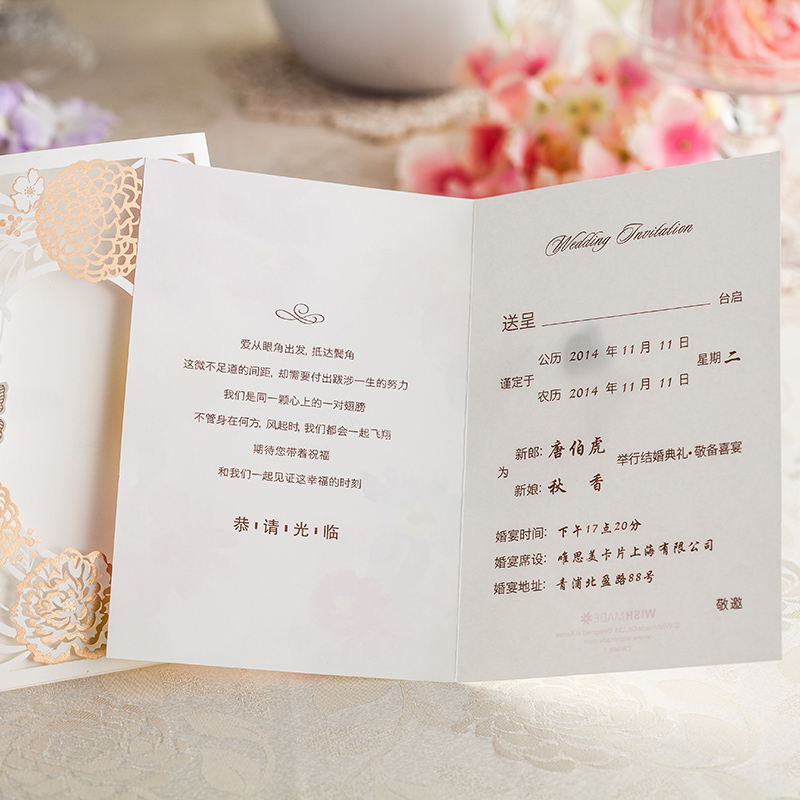 爱从眼角出发, 抵达鬓角
这微不足道的间距, 却需要付出跋涉一生的努力
我们是同一颗心上的一对翅膀
不管身在何方, 风起时, 我们都会一起飞翔
期待您带着祝福
和我们一起见证这幸福的时刻
恭 请 光 临
Wedding Invitation
送呈 台启
公历 2014 年 11 月 11 日
谨定于 星期 二
农历 2014 年 11 月 11 日
新郎: 唐伯虎
为 举行结婚典礼·敬备喜宴
新娘: 秋 香
婚宴时间: 下午17点20分
婚宴席设: 唯思美卡片上海有限公司
婚宴地址: 青浦北盈路88号
敬邀
WISHMADE